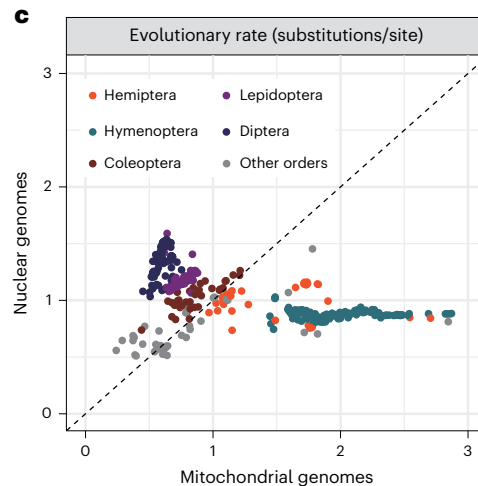 c
Evolutionary rate (substitutions/site)
3
Hemiptera
Lepidoptera
Hymenoptera
Diptera
Coleoptera
Other orders
2
Nuclear genomes
1
0
0
1
2
3
Mitochondrial genomes